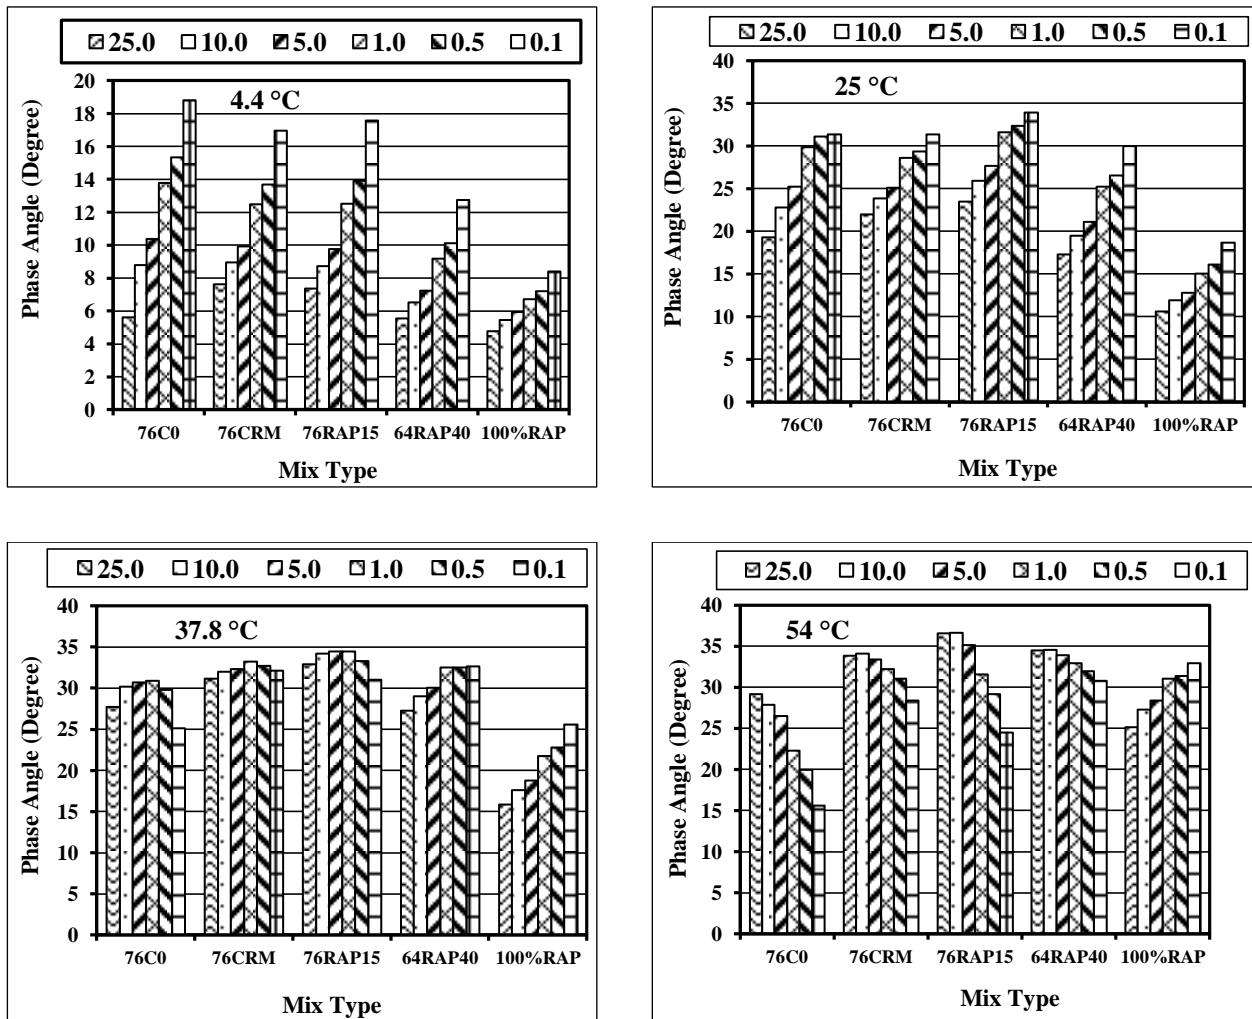 25.0 10.0 5.0 1.0 0.5 0.1
4.4 °C
Phase Angle (Degree)
20
18
16
14
12
10
8
6
4
2
0
76C0 76CRM 76RAP15 64RAP40 100%RAP
Mix Type
25.0 10.0 5.0 1.0 0.5 0.1
25 °C
Phase Angle (Degree)
40
35
30
25
20
15
10
5
0
76C0 76CRM 76RAP15 64RAP40 100%RAP
Mix Type
25.0 10.0 5.0 1.0 0.5 0.1
37.8 °C
Phase Angle (Degree)
40
35
30
25
20
15
10
5
0
76C0 76CRM 76RAP15 64RAP40 100%RAP
Mix Type
25.0 10.0 5.0 1.0 0.5 0.1
54 °C
Phase Angle (Degree)
40
35
30
25
20
15
10
5
0
76C0 76CRM 76RAP15 64RAP40 100%RAP
Mix Type